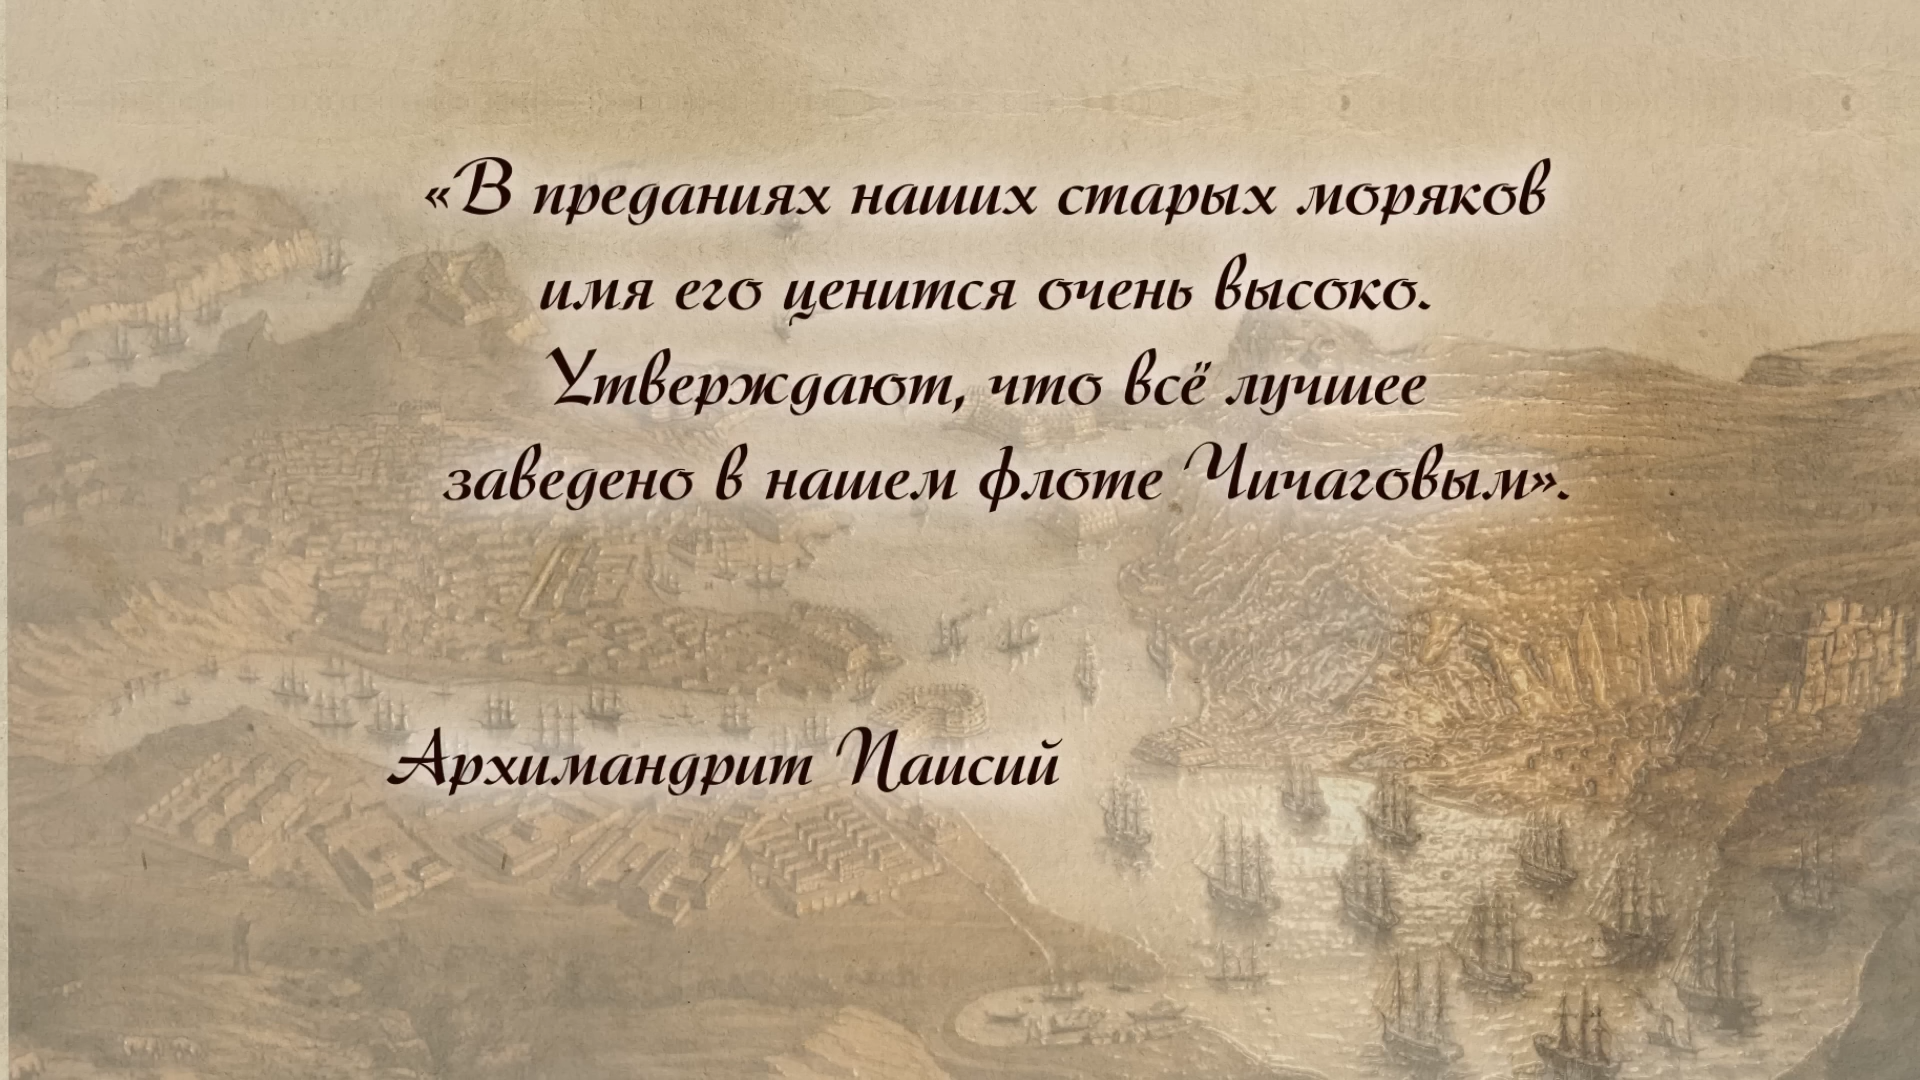 «В преданиях наших старых моряков
имя его ценится очень высоко.
Утверждают, что всё лучшее
заведено в нашем флоте Чичаговым».
Архимандрит Паисий